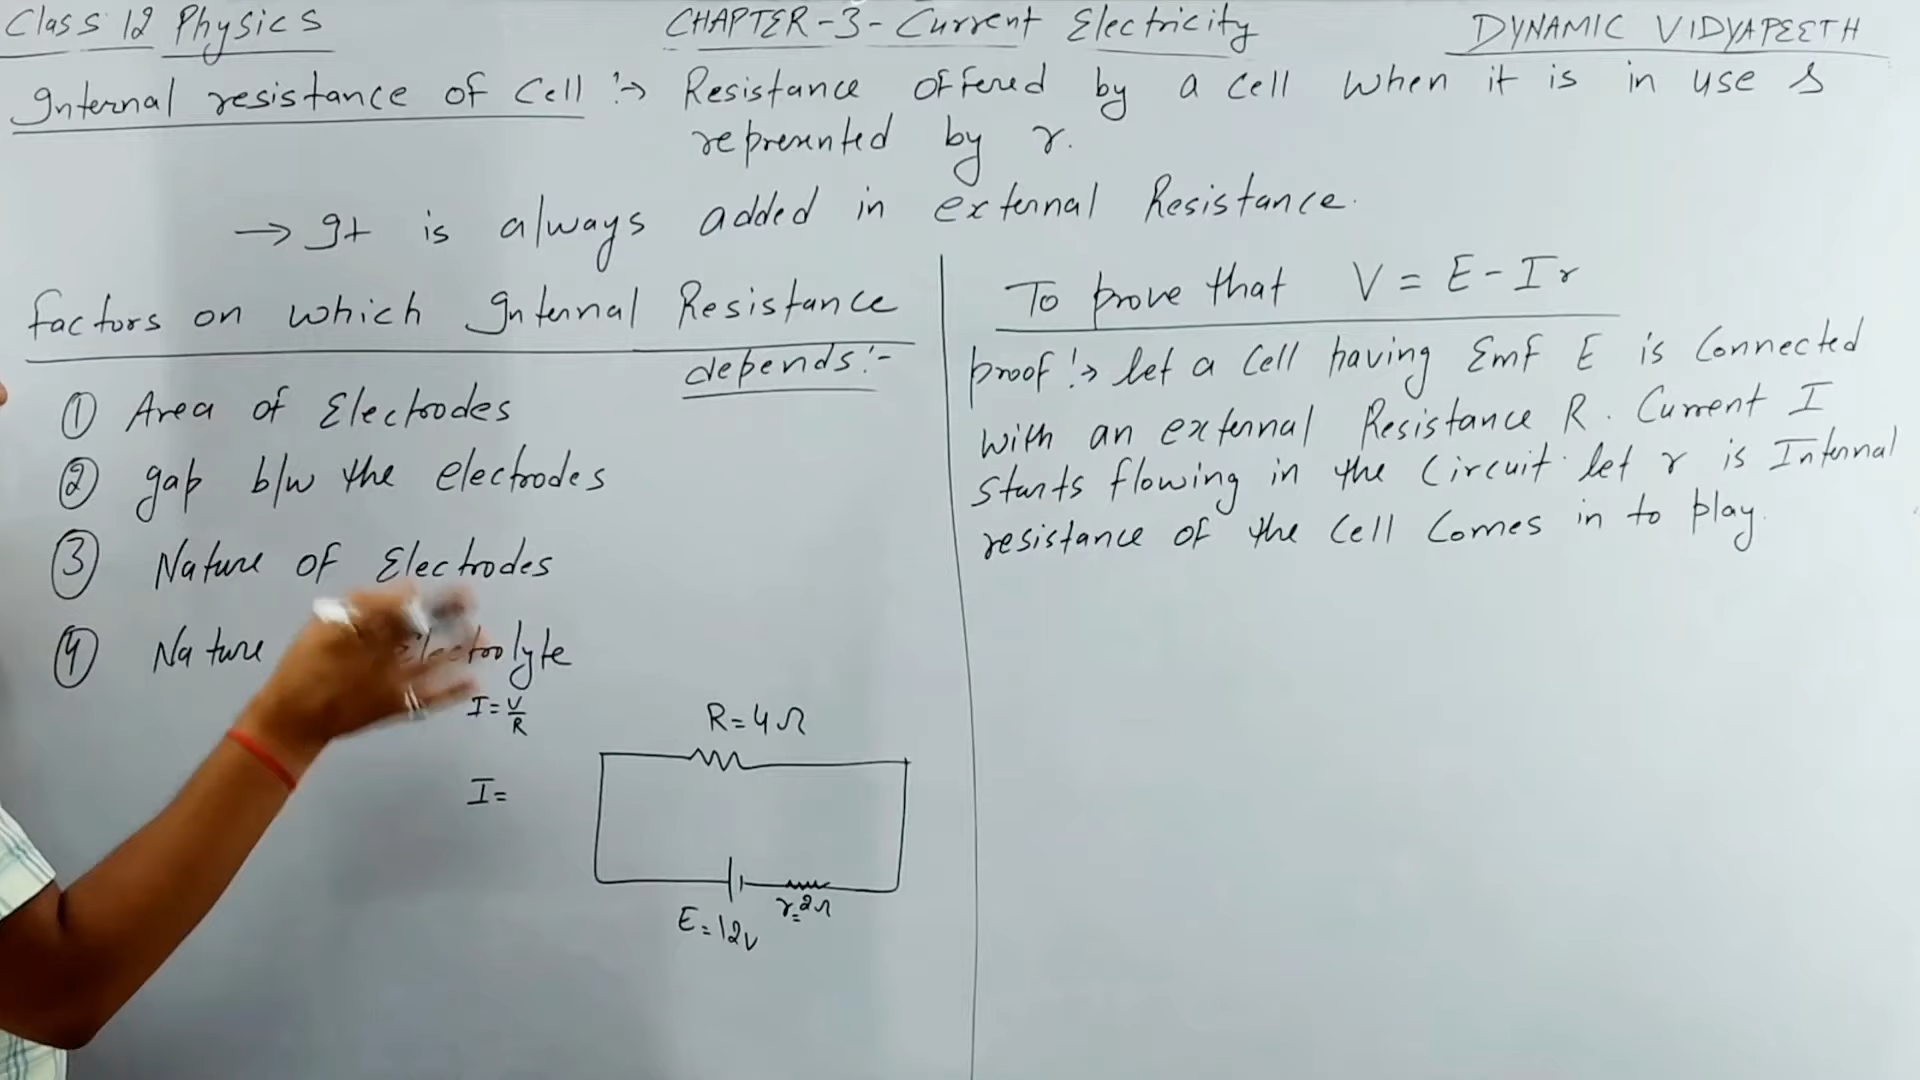 Class 12 Physics
CHAPTER-3- Current Electricity
DYNAMIC VIDYAPEETH
Internal resistance of Cell :→ Resistance offered by a cell when it is in use &
represented by r.
→ It is always added in external Resistance.
factors on which Internal Resistance
depends:-
① Area of Electrodes
② gap b/w the electrodes
③ Nature of Electrodes
④ Nature Electrolyte
I = V/R
I =
R = 4Ω
r = 2Ω
E = 12V
To prove that V = E - Ir
proof :→ let a Cell having Emf E is Connected
with an external Resistance R. Current I
starts flowing in the Circuit. let r is Internal
resistance of the Cell Comes in to play.